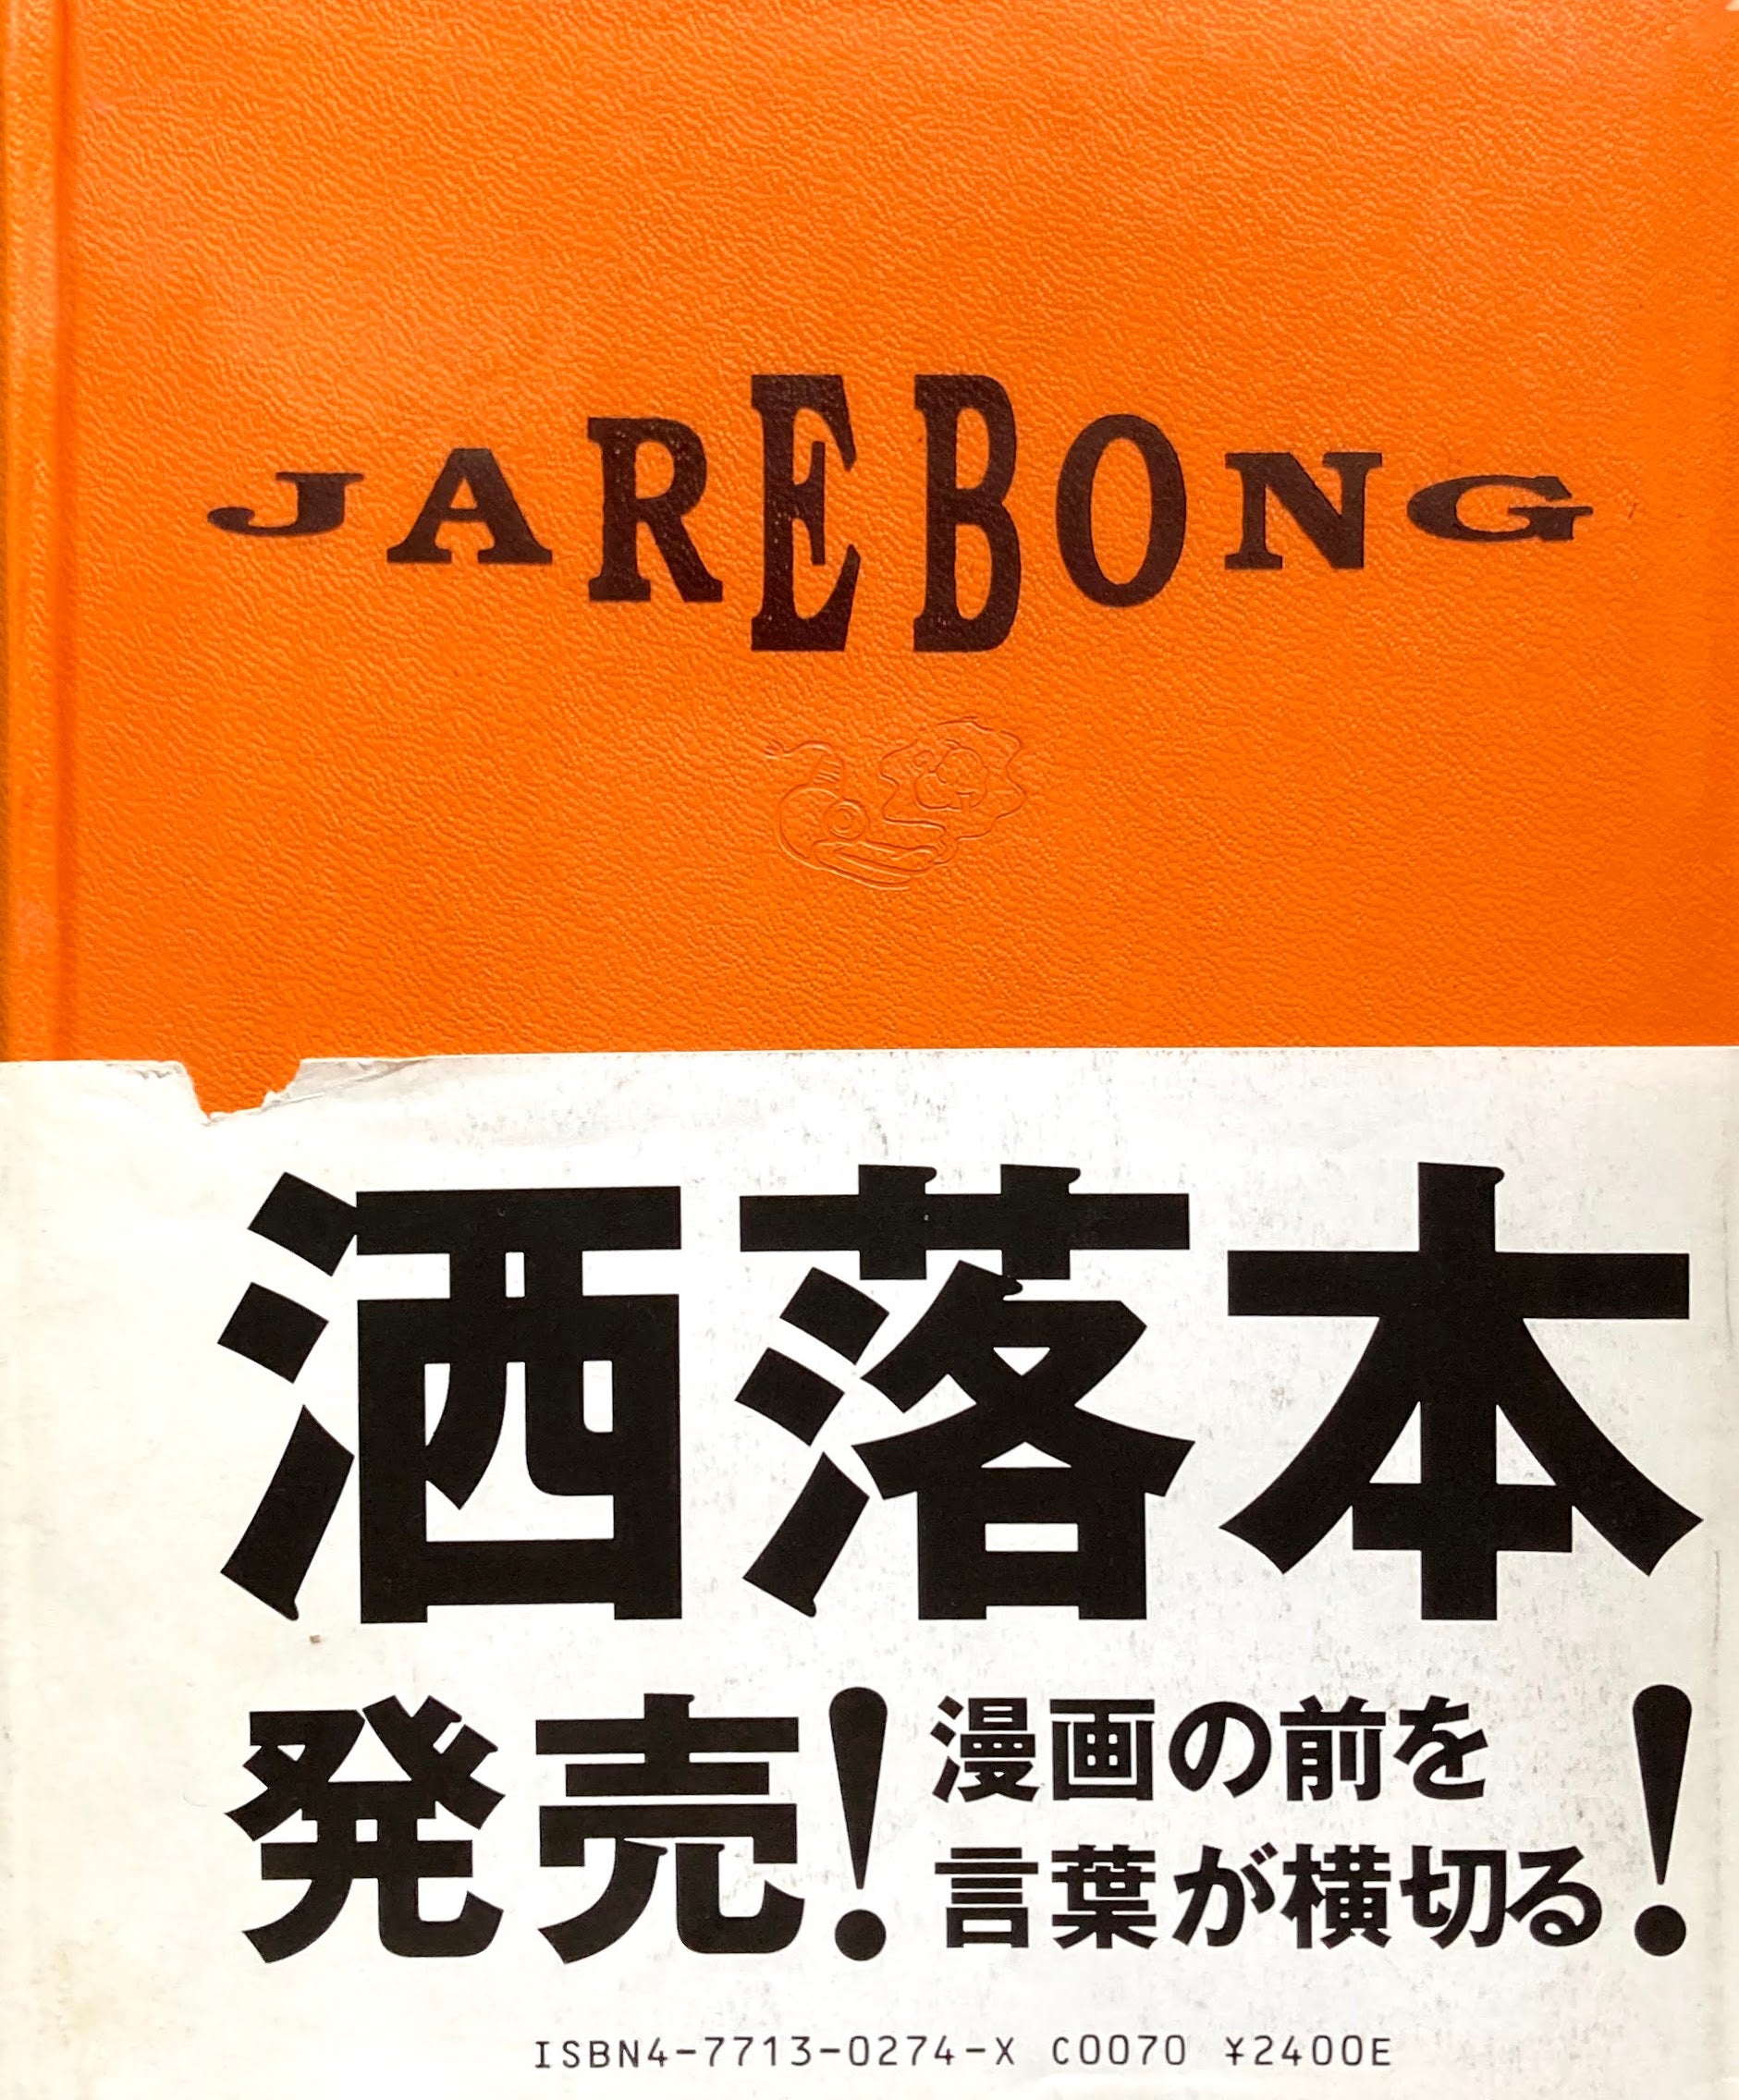 JAREBONG
洒落本
発売!
漫画の前を
言葉が横切る!
ISBN4-7713-0274-X C0070 ¥2400E